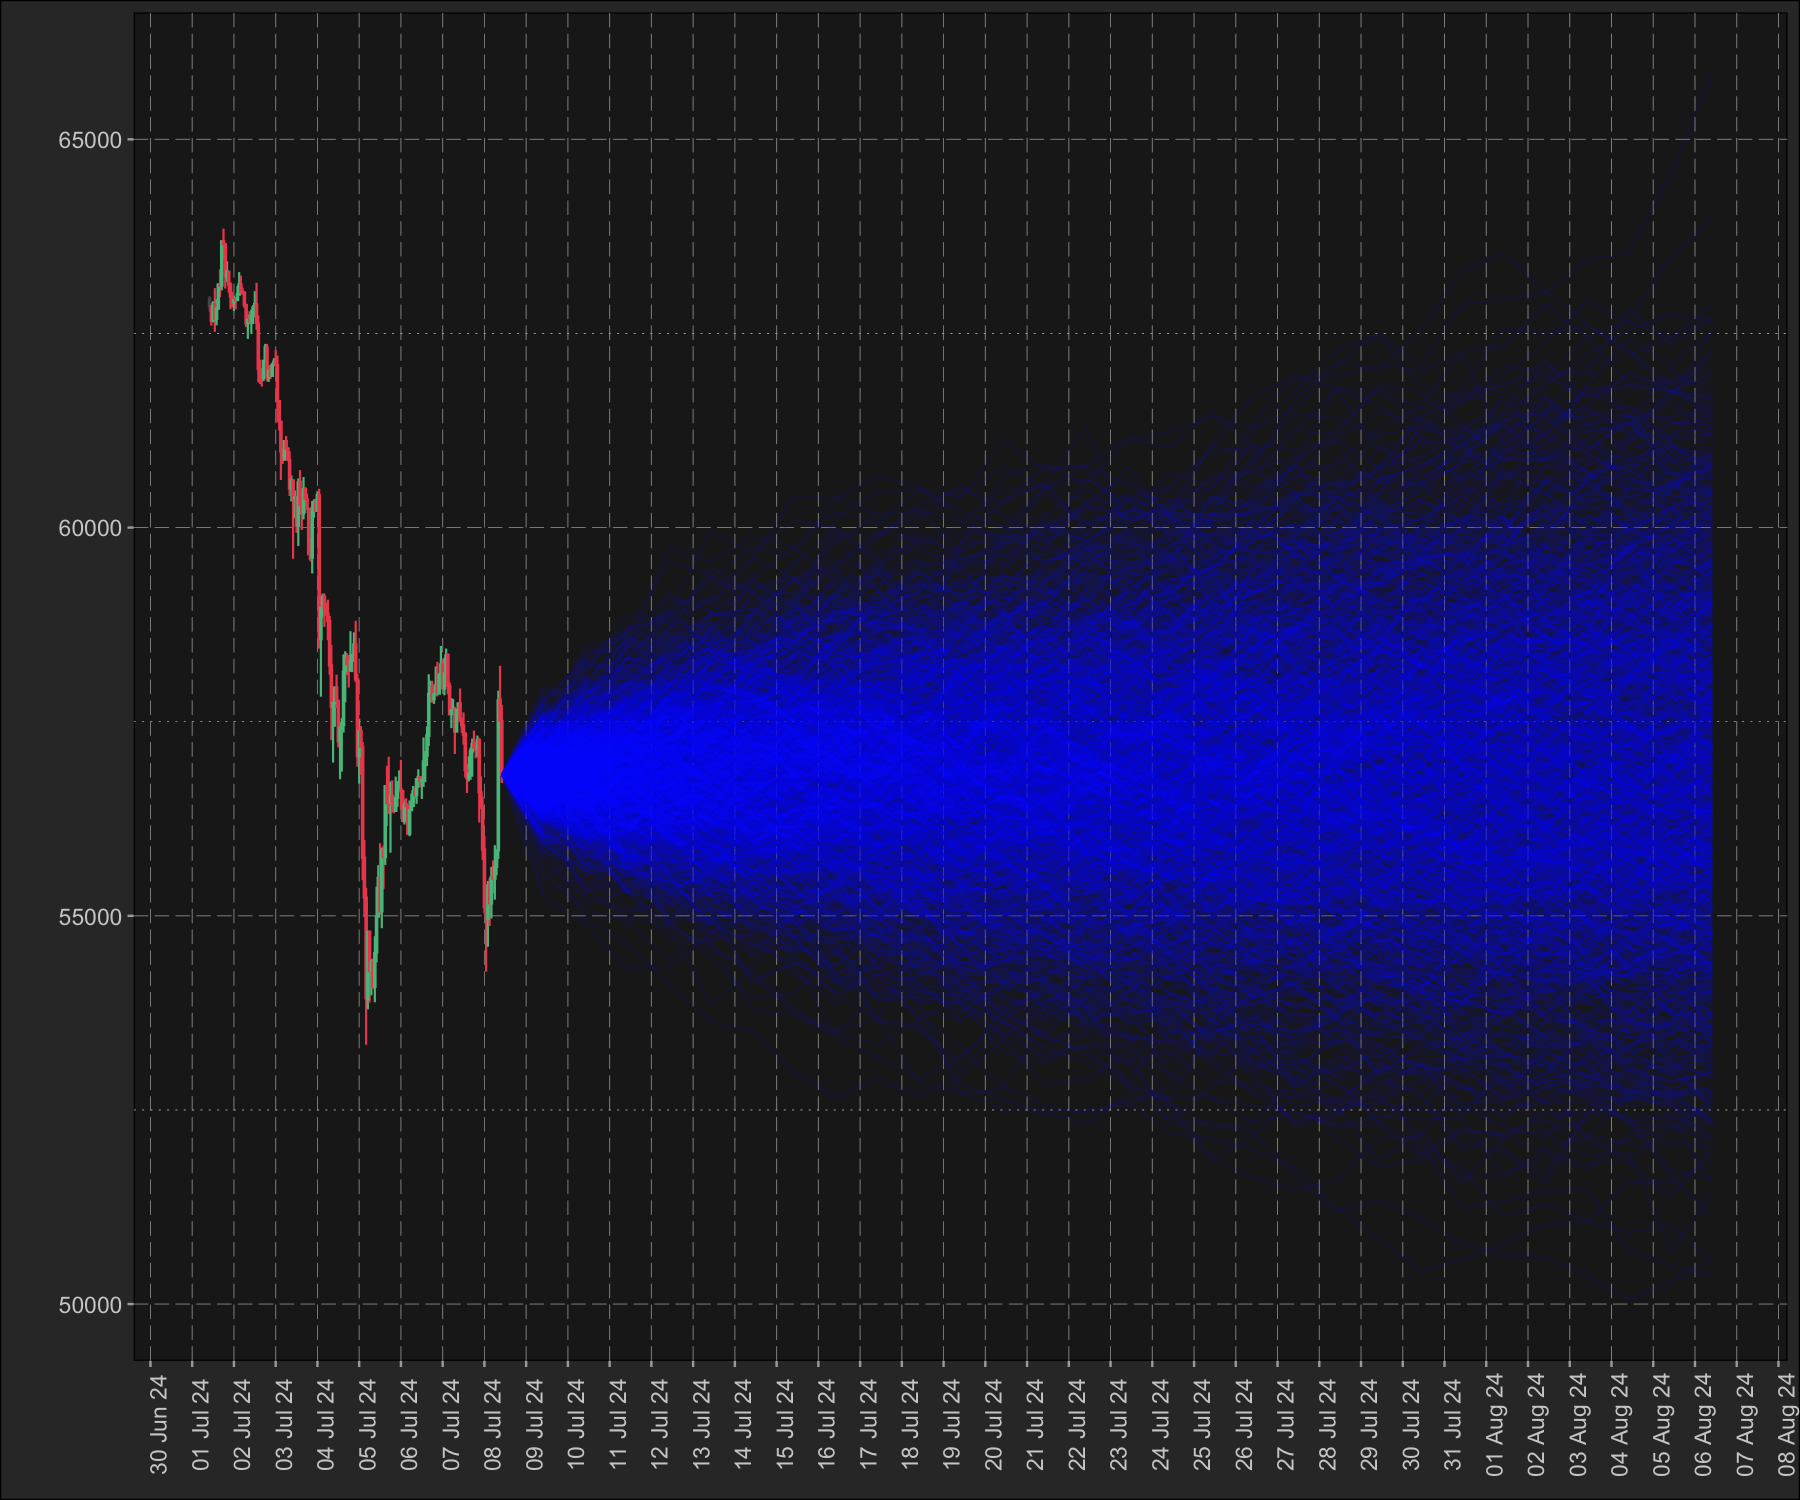 65000
60000
55000
50000
30 Jun 24
01 Jul 24
02 Jul 24
03 Jul 24
04 Jul 24
05 Jul 24
06 Jul 24
07 Jul 24
08 Jul 24
09 Jul 24
10 Jul 24
11 Jul 24
12 Jul 24
13 Jul 24
14 Jul 24
15 Jul 24
16 Jul 24
17 Jul 24
18 Jul 24
19 Jul 24
20 Jul 24
21 Jul 24
22 Jul 24
23 Jul 24
24 Jul 24
25 Jul 24
26 Jul 24
27 Jul 24
28 Jul 24
29 Jul 24
30 Jul 24
31 Jul 24
01 Aug 24
02 Aug 24
03 Aug 24
04 Aug 24
05 Aug 24
06 Aug 24
07 Aug 24
08 Aug 24